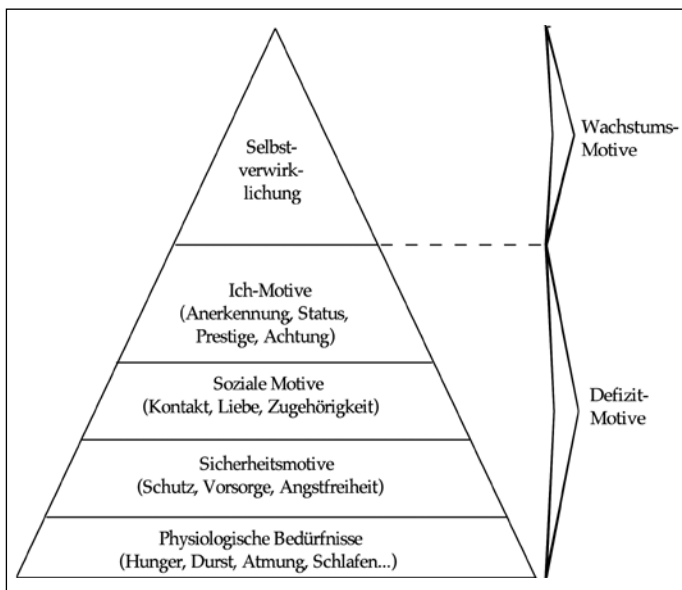 Selbst-
verwirk-
lichung
Wachstums-
Motive
Ich-Motive
(Anerkennung, Status,
Prestige, Achtung)
Soziale Motive
(Kontakt, Liebe, Zugehörigkeit)
Defizit-
Motive
Sicherheitsmotive
(Schutz, Vorsorge, Angstfreiheit)
Physiologische Bedürfnisse
(Hunger, Durst, Atmung, Schlafen...)